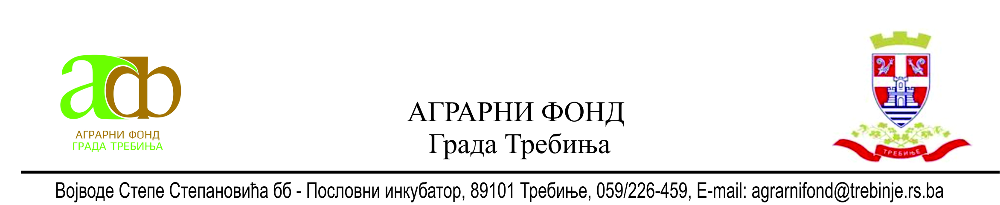 АГРАРНИ ФОНД
ГРАДА ТРЕБИЊА
АГРАРНИ ФОНД
Града Требиња
ТРЕБИЊЕ
Војводе Степе Степановића бб - Пословни инкубатор, 89101 Требиње, 059/226-459, E-mail: agrarnifond@trebinje.rs.ba